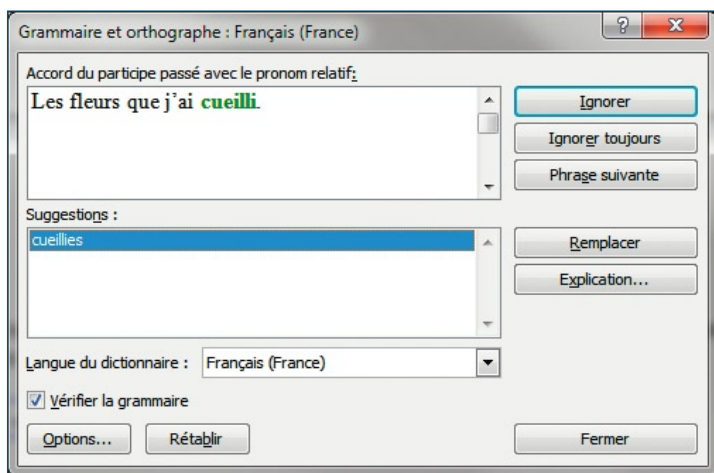 Grammaire et orthographe : Français (France)
Accord du participe passé avec le pronom relatif:
Les fleurs que j'ai cueilli.
Ignorer
Ignorer toujours
Phrase suivante
Suggestions :
cueillies
Remplacer
Explication...
Langue du dictionnaire : Français (France)
Vérifier la grammaire
Options... Rétablir Fermer